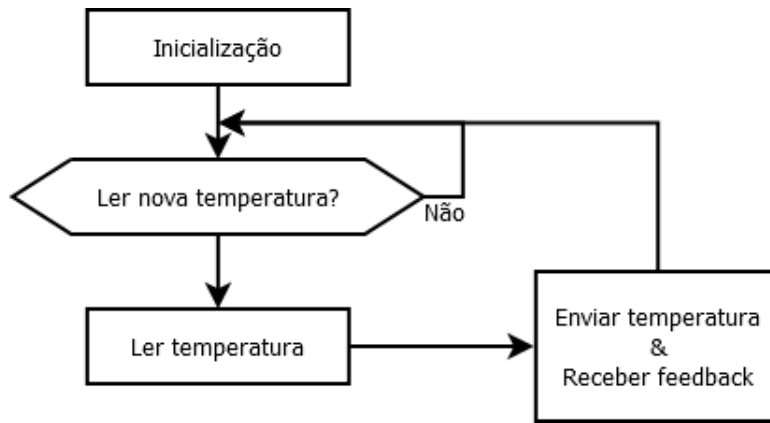 Inicialização
Ler nova temperatura?
Não
Ler temperatura
Enviar temperatura
&
Receber feedback